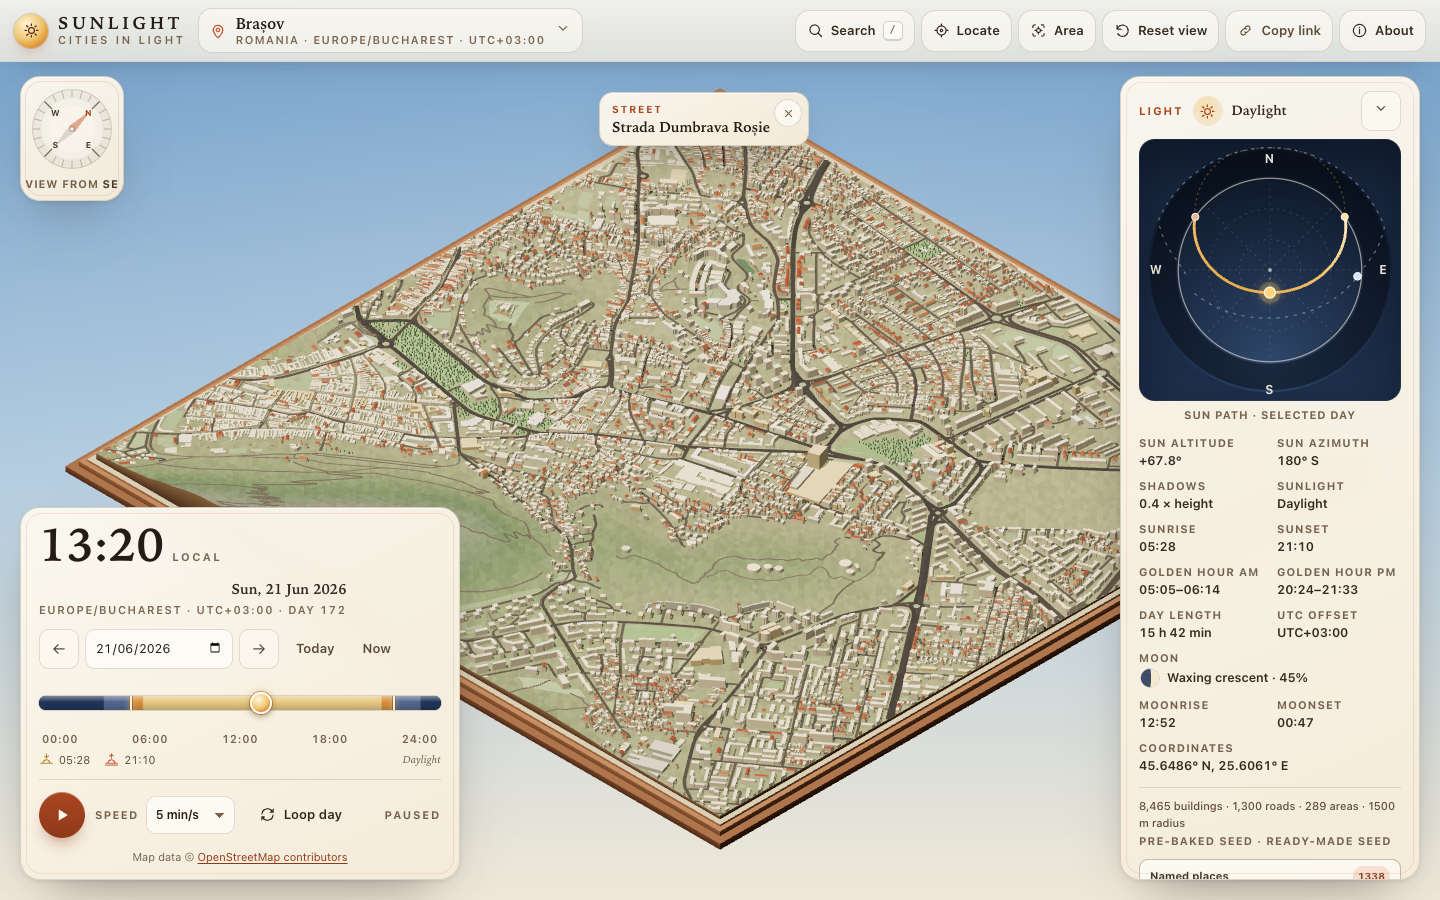 SUNLIGHT
CITIES IN LIGHT
Brașov
ROMANIA · EUROPE/BUCHAREST · UTC+03:00
Search /
Locate
Area
Reset view
Copy link
About
N
W
S
E
VIEW FROM SE
STREET
Strada Dumbrava Roșie
LIGHT
Daylight
N
W
E
S
SUN PATH · SELECTED DAY
SUN ALTITUDE
+67.8°
SUN AZIMUTH
180° S
SHADOWS
0.4 × height
SUNLIGHT
Daylight
SUNRISE
05:28
SUNSET
21:10
GOLDEN HOUR AM
05:05–06:14
GOLDEN HOUR PM
20:24–21:33
DAY LENGTH
15 h 42 min
UTC OFFSET
UTC+03:00
MOON
Waxing crescent · 45%
MOONRISE
12:52
MOONSET
00:47
COORDINATES
45.6486° N, 25.6061° E
8,465 buildings · 1,300 roads · 289 areas · 1500
m radius
PRE-BAKED SEED · READY-MADE SEED
Named places 1338
13:20 LOCAL
Sun, 21 Jun 2026
EUROPE/BUCHAREST · UTC+03:00 · DAY 172
21/06/2026
Today
Now
00:00 06:00 12:00 18:00 24:00
05:28 21:10 Daylight
SPEED 5 min/s Loop day PAUSED
Map data © OpenStreetMap contributors